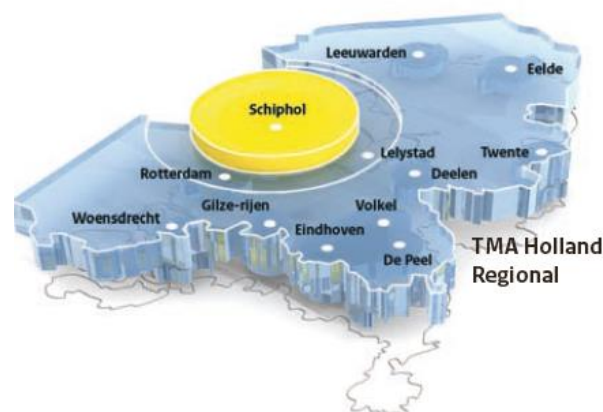 Leeuwarden
Eelde
Schiphol
Lelystad
Twente
Rotterdam
Deelen
Gilze-rijen
Volkel
Woensdrecht
Eindhoven
De Peel
TMA Holland
Regional